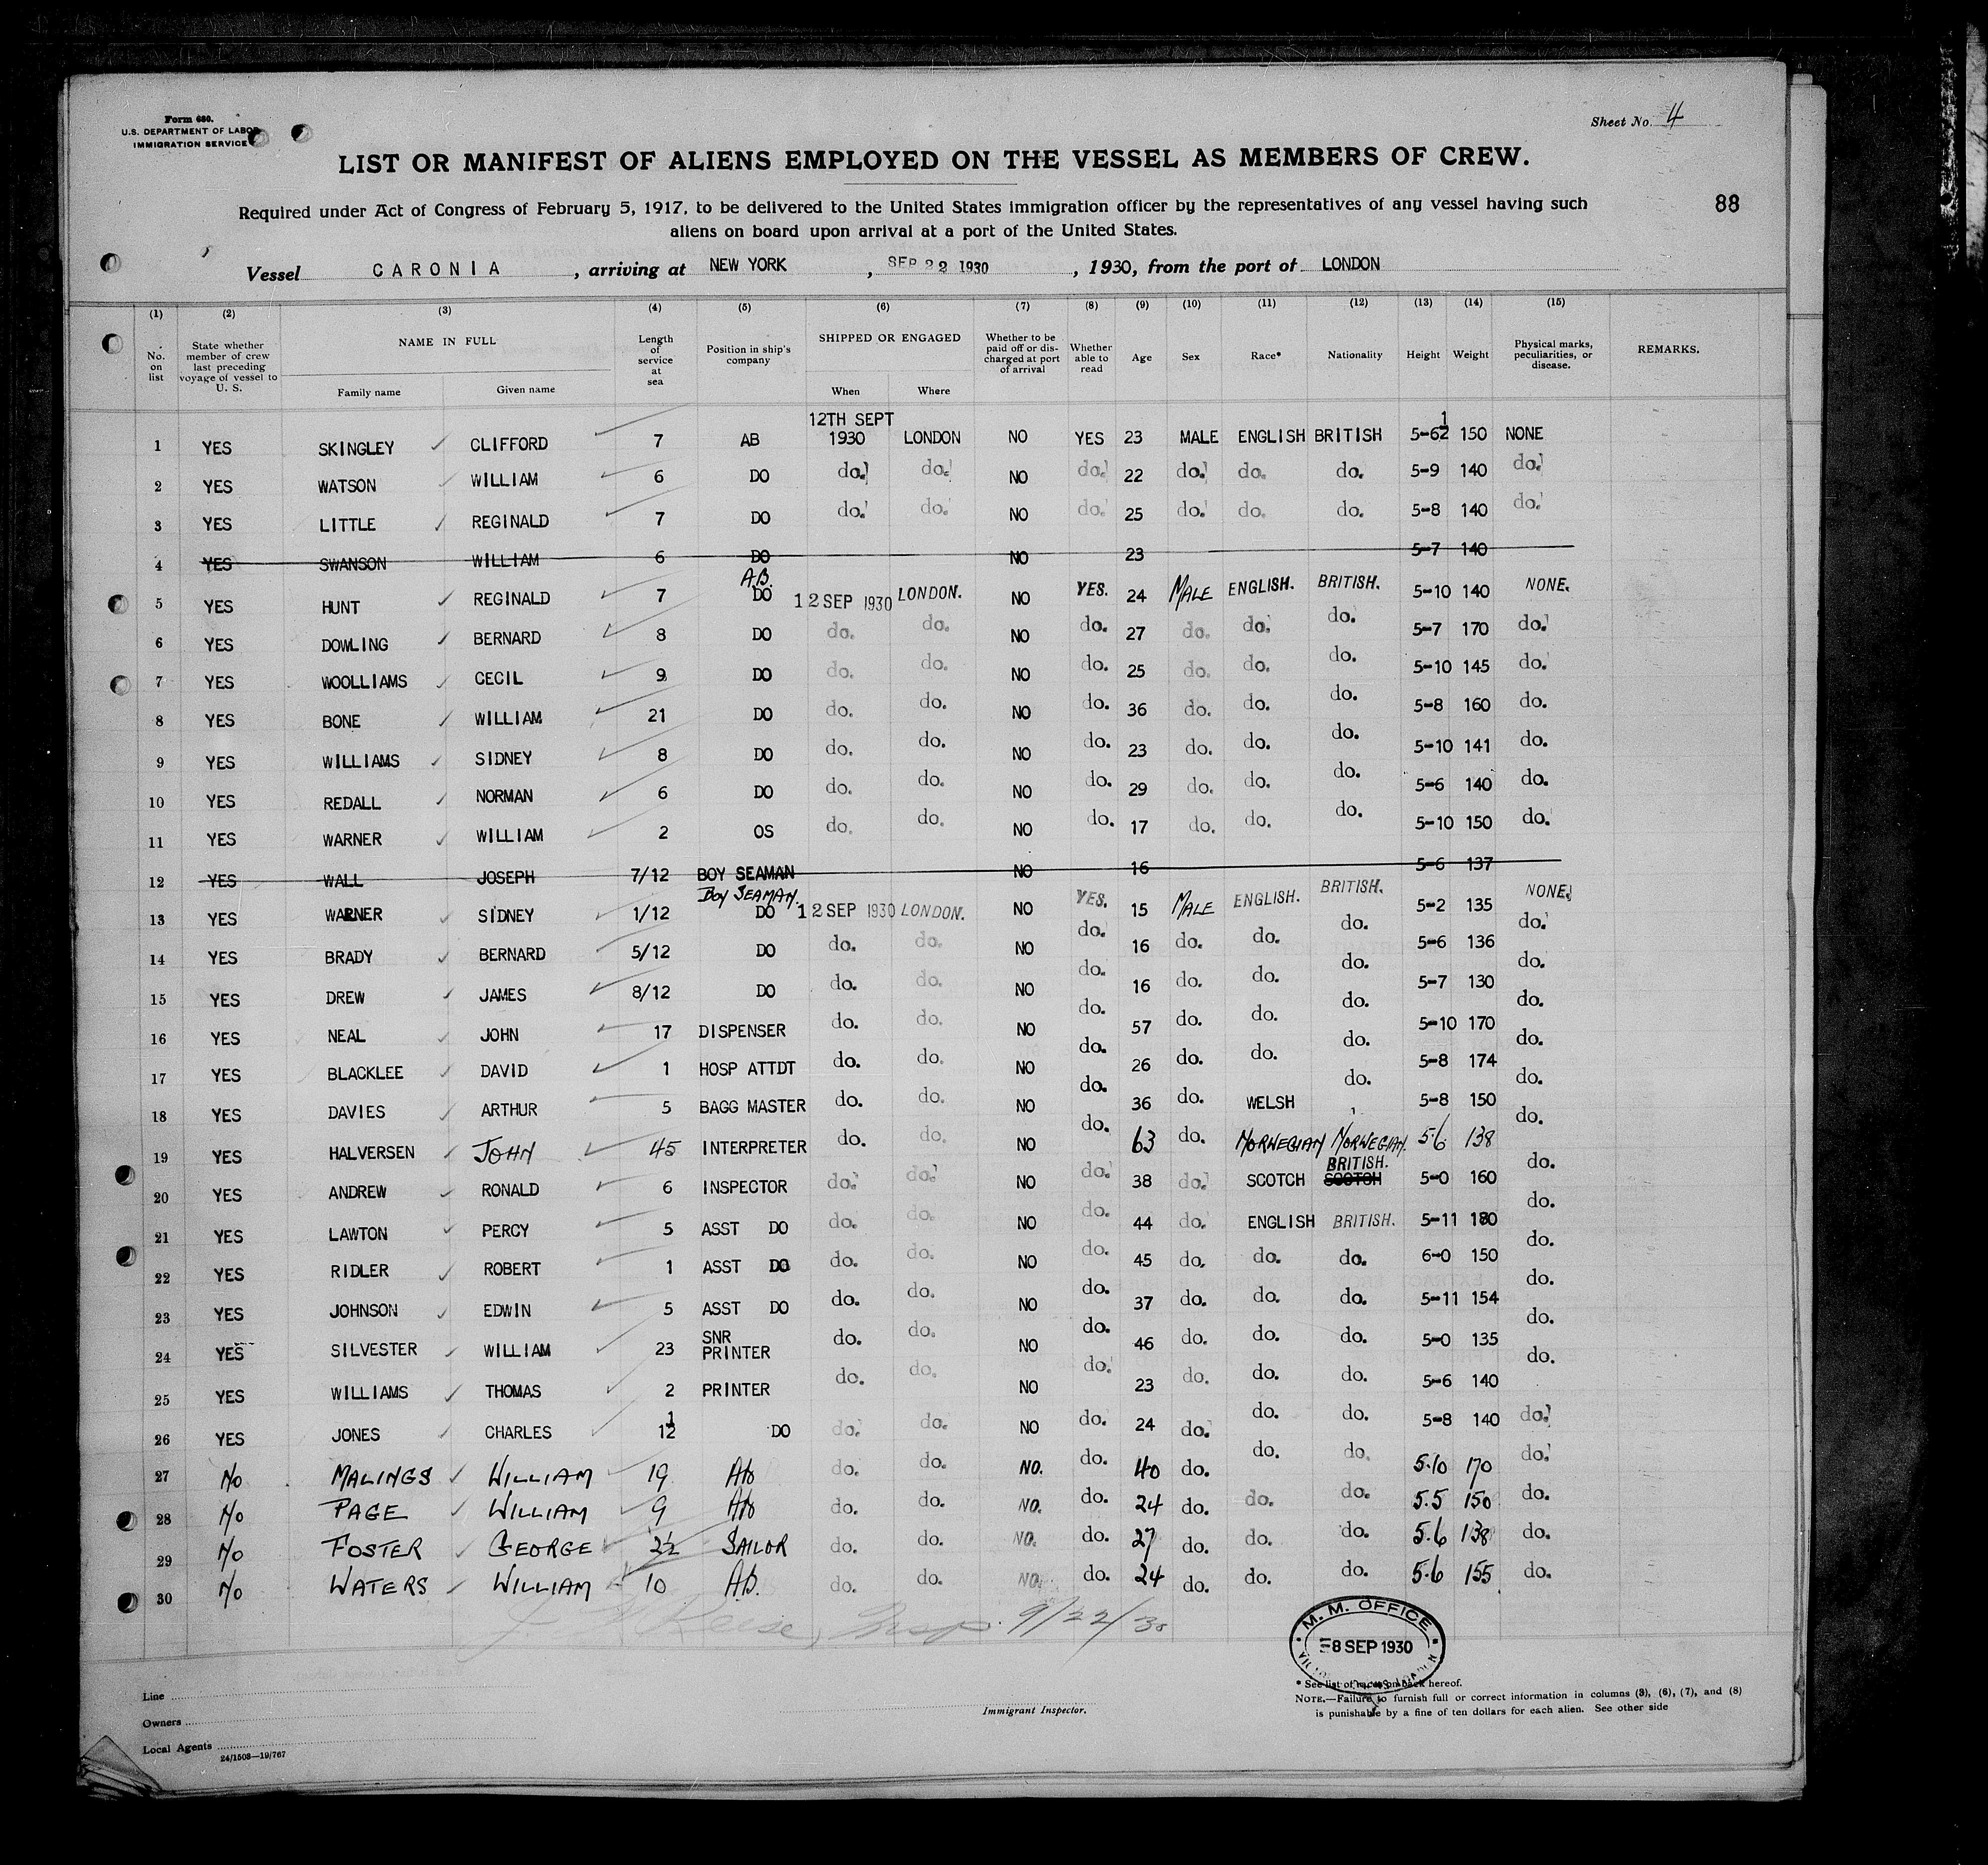 Form 680.
U.S. DEPARTMENT OF LABOR
IMMIGRATION SERVICE
Sheet No. 4
LIST OR MANIFEST OF ALIENS EMPLOYED ON THE VESSEL AS MEMBERS OF CREW.
Required under Act of Congress of February 5, 1917, to be delivered to the United States immigration officer by the representatives of any vessel having such
88
aliens on board upon arrival at a port of the United States.
Vessel CARONIA, arriving at NEW YORK, SEP 22 1930, 1930, from the port of LONDON
(1) (2) (3) (4) (5) (6) (7) (8) (9) (10) (11) (12) (13) (14) (15)
No. on list State whether member of crew last preceding voyage of vessel to U. S. NAME IN FULL Family name Given name Length of service at sea Position in ship's company SHIPPED OR ENGAGED When Where Whether to be paid off or discharged at port of arrival Whether able to read Age Sex Race* Nationality Height Weight Physical marks, peculiarities, or disease. REMARKS.
12TH SEPT
1 YES SKINGLEY CLIFFORD 7 AB 1930 LONDON NO YES 23 MALE ENGLISH BRITISH 5-6½ 150 NONE
2 YES WATSON WILLIAM 6 DO do. do. NO do. 22 do. do. do. 5-9 140 do.
3 YES LITTLE REGINALD 7 DO do. do. NO do. 25 do. do. do. 5-8 140 do.
4 YES SWANSON WILLIAM 6 DO NO 23 5-7 140
A.B.
5 YES HUNT REGINALD 7 DO 12 SEP 1930 LONDON. NO YES. 24 MALE ENGLISH. BRITISH. 5-10 140 NONE.
6 YES DOWLING BERNARD 8 DO do. do. NO do. 27 do. do. do. 5-7 170 do.
7 YES WOOLLIAMS CECIL 9 DO do. do. NO do. 25 do. do. do. 5-10 145 do.
8 YES BONE WILLIAM 21 DO do. do. NO do. 36 do. do. do. 5-8 160 do.
9 YES WILLIAMS SIDNEY 8 DO do. do. NO do. 23 do. do. do. 5-10 141 do.
10 YES REDALL NORMAN 6 DO do. do. NO do. 29 do. do. do. 5-6 140 do.
11 YES WARNER WILLIAM 2 OS do. do. NO do. 17 do. do. do. 5-10 150 do.
12 YES WALL JOSEPH 7/12 BOY SEAMAN NO 16 5-6 137
BOY SEAMAN.
13 YES WARNER SIDNEY 1/12 DO 12 SEP 1930 LONDON. NO YES. 15 MALE ENGLISH. BRITISH. 5-2 135 NONE.
14 YES BRADY BERNARD 5/12 DO do. do. NO do. 16 do. do. do. 5-6 136 do.
15 YES DREW JAMES 8/12 DO do. do. NO do. 16 do. do. do. 5-7 130 do.
16 YES NEAL JOHN 17 DISPENSER do. do. NO do. 57 do. do. do. 5-10 170 do.
17 YES BLACKLEE DAVID 1 HOSP ATTDT do. do. NO do. 26 do. do. do. 5-8 174 do.
18 YES DAVIES ARTHUR 5 BAGG MASTER do. do. NO do. 36 do. WELSH do. 5-8 150 do.
19 YES HALVERSEN JOHN 45 INTERPRETER do. do. NO do. 63 do. NORWEGIAN NORWEGIAN. 5 6 138 do.
BRITISH.
20 YES ANDREW RONALD 6 INSPECTOR do. do. NO do. 38 do. SCOTCH SCOTCH 5-0 160 do.
21 YES LAWTON PERCY 5 ASST DO do. do. NO do. 44 do. ENGLISH BRITISH. 5-11 180 do.
22 YES RIDLER ROBERT 1 ASST DO do. do. NO do. 45 do. do. do. 6-0 150 do.
23 YES JOHNSON EDWIN 5 ASST DO do. do. NO do. 37 do. do. do. 5-11 154 do.
24 YES SILVESTER WILLIAM 23 SNR PRINTER do. do. NO do. 46 do. do. do. 5-0 135 do.
25 YES WILLIAMS THOMAS 2 PRINTER do. do. NO do. 23 do. do. do. 5-6 140 do.
26 YES JONES CHARLES 1/12 DO do. do. NO do. 24 do. do. do. 5-8 140 do.
27 No MALINGS WILLIAM 19 Ab do. do. NO. do. 40 do. do. do. 5.10 170 do.
28 No PAGE WILLIAM 9 Ab do. do. NO. do. 24 do. do. do. 5.5 150 do.
29 No FOSTER GEORGE 2½ SAILOR do. do. NO. do. 27 do. do. do. 5.6 138 do.
30 No WATERS WILLIAM 10 Ab. do. do. NO. do. 24 do. do. do. 5.6 155 do.
Reese, Insp. 9/22/30
M. M. OFFICE
18 SEP 1930
Line
Owners
Local Agents
24/1508—19/767
Immigrant Inspector.
* See list of races on back hereof.
NOTE.—Failure to furnish full or correct information in columns (3), (6), (7), and (8)
is punishable by a fine of ten dollars for each alien. See other side